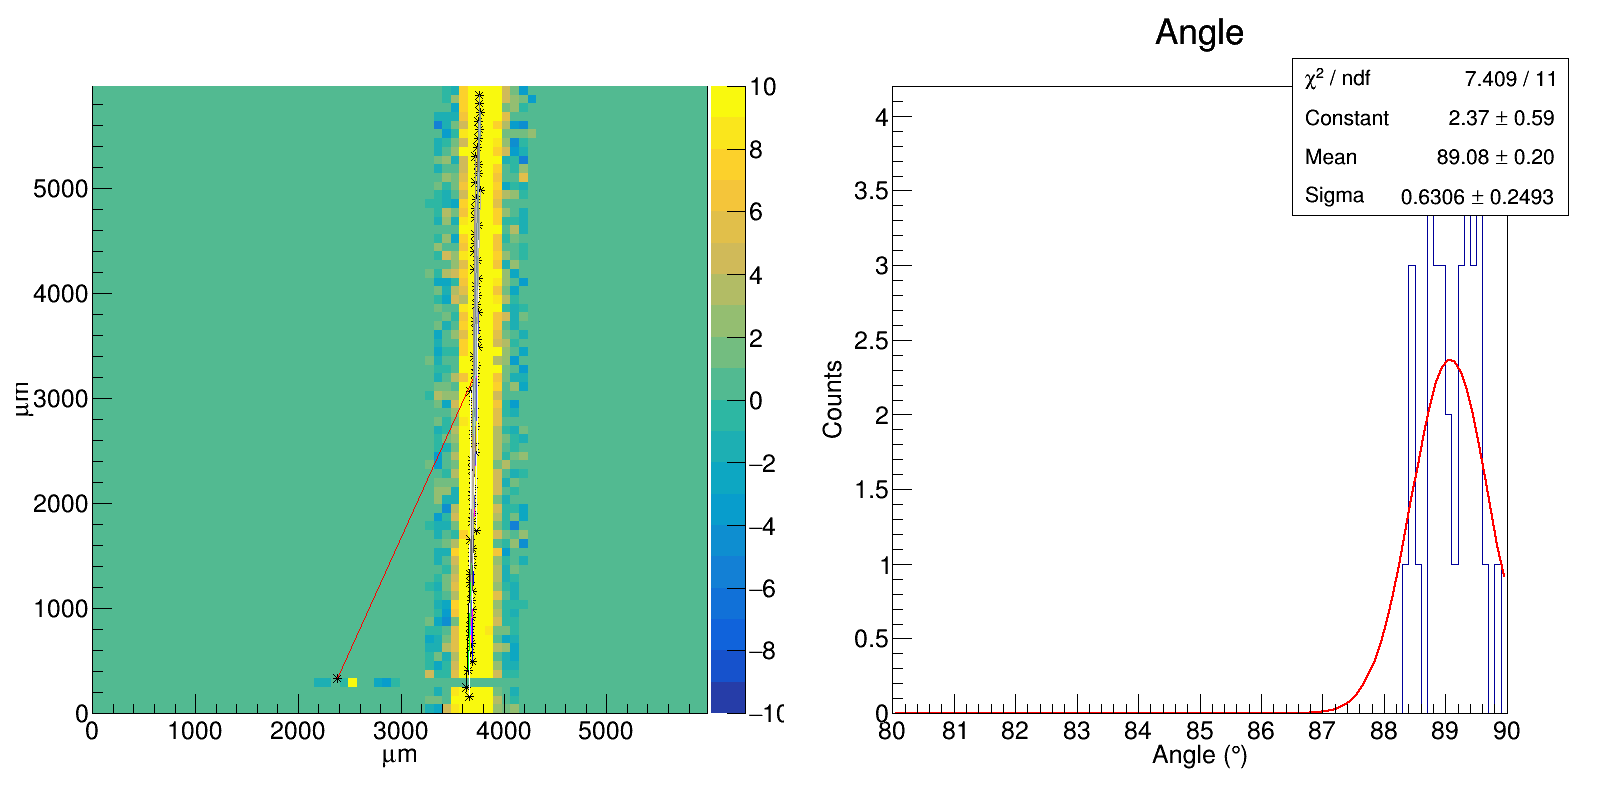 Angle
χ² / ndf 7.409 / 11
Constant 2.37 ± 0.59
Mean 89.08 ± 0.20
Sigma 0.6306 ± 0.2493
10
8
6
4
2
0
−2
−4
−6
−8
−10
5000
4000
3000
2000
1000
0
μm
0 1000 2000 3000 4000 5000
μm
4
3.5
3
2.5
2
1.5
1
0.5
0
Counts
80 81 82 83 84 85 86 87 88 89 90
Angle (°)